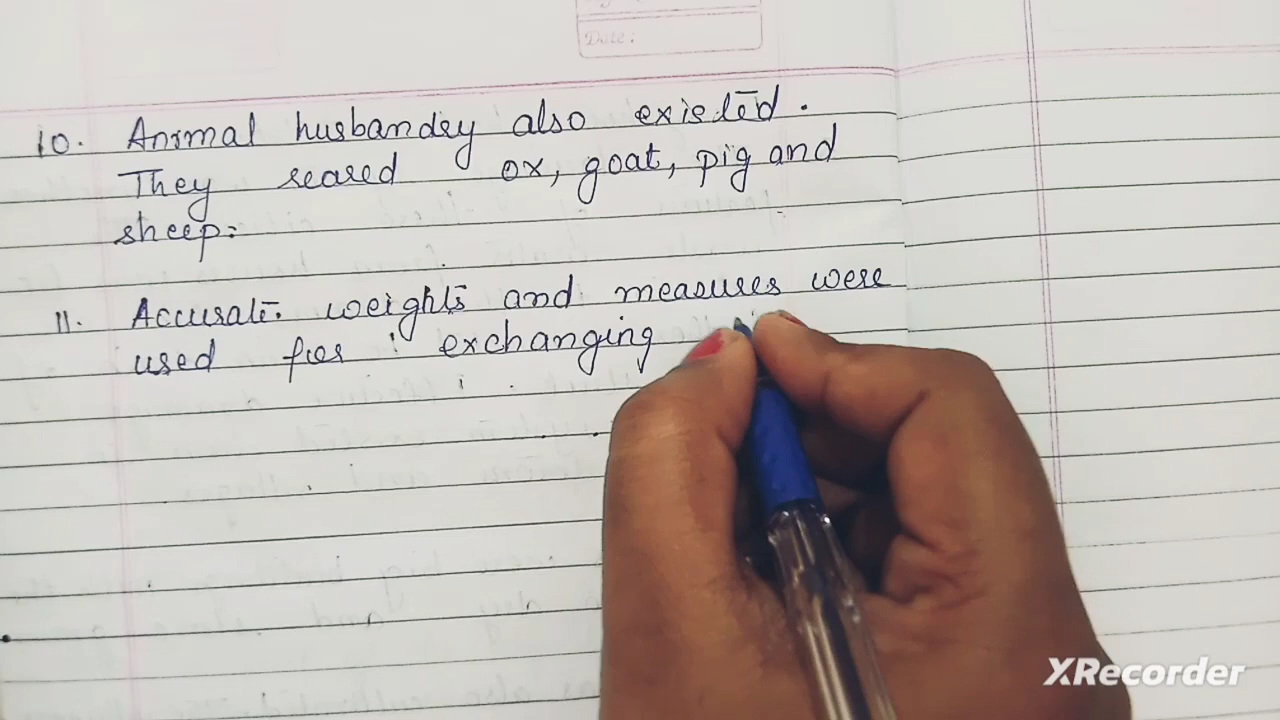 Date:
10. Animal husbandry also existed.
They reared ox, goat, pig and
sheep.
11. Accurate weights and measures were
used for exchanging
XRecorder